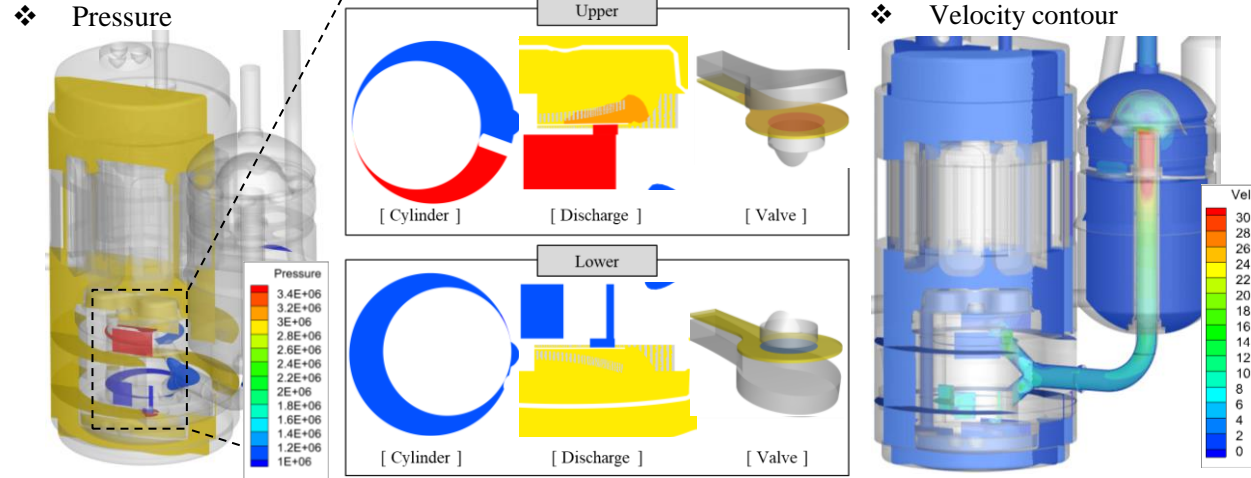 ❖ Pressure
Pressure
3.4E+06
3.2E+06
3E+06
2.8E+06
2.6E+06
2.4E+06
2.2E+06
2E+06
1.8E+06
1.6E+06
1.4E+06
1.2E+06
1E+06
Upper
[ Cylinder ] [ Discharge ] [ Valve ]
Lower
[ Cylinder ] [ Discharge ] [ Valve ]
❖ Velocity contour
Vel
30
28
26
24
22
20
18
16
14
12
10
8
6
4
2
0